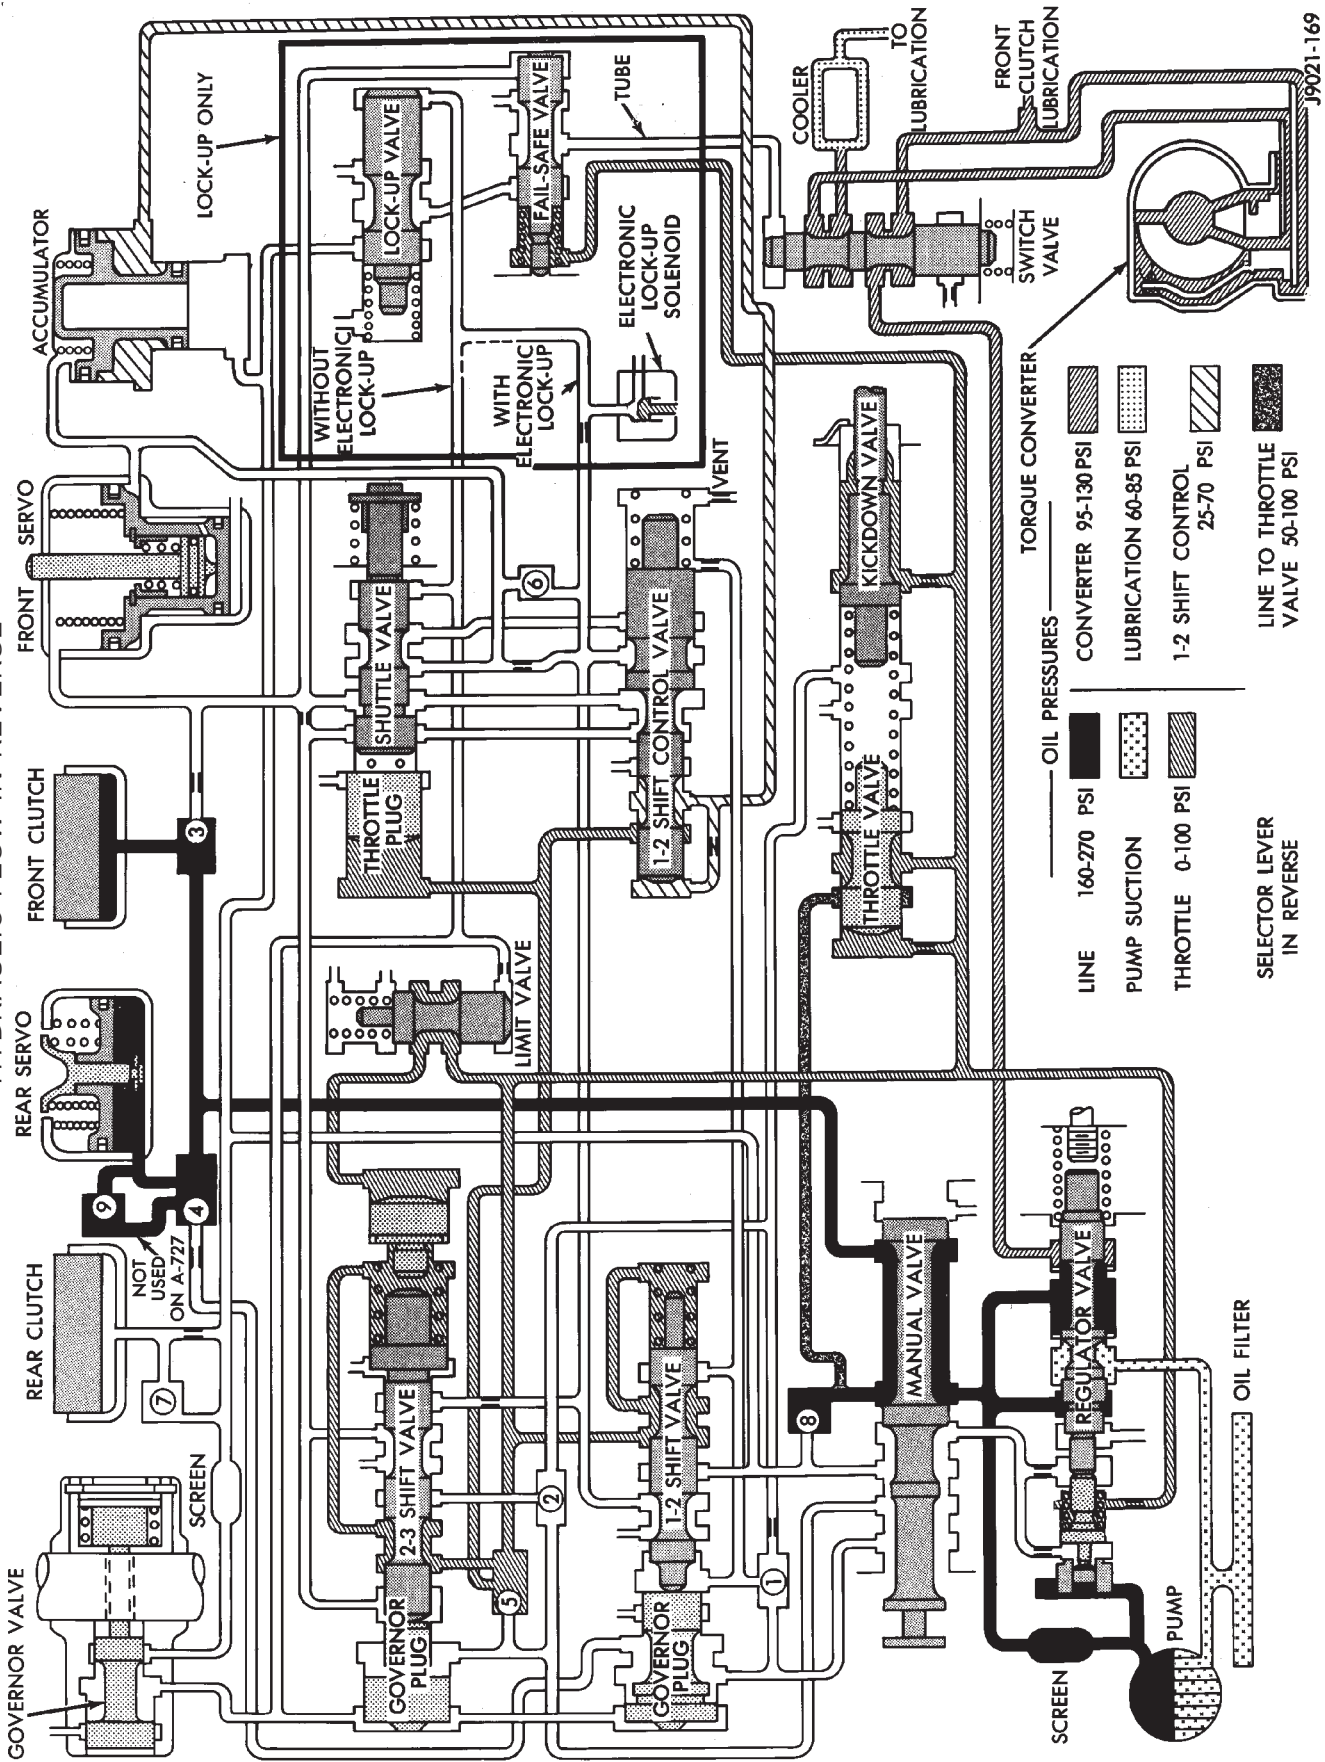 GOVERNOR VALVE
REAR CLUTCH
REAR SERVO
FRONT CLUTCH
FRONT SERVO
ACCUMULATOR
LOCK-UP ONLY
SCREEN
NOT
USED
ON A-727
7
9
4
3
LOCK-UP VALVE
FAIL-SAFE VALVE
TUBE
WITHOUT
ELECTRONIC
LOCK-UP
WITH
ELECTRONIC
LOCK-UP
ELECTRONIC
LOCK-UP
SOLENOID
GOVERNOR
PLUG
2-3 SHIFT VALVE
LIMIT VALVE
THROTTLE
PLUG
SHUTTLE VALVE
6
5
2
GOVERNOR
PLUG
1-2 SHIFT VALVE
1
1-2 SHIFT CONTROL VALVE
VENT
COOLER
TO
LUBRICATION
FRONT
CLUTCH
LUBRICATION
SWITCH
VALVE
8
THROTTLE VALVE
KICKDOWN VALVE
MANUAL VALVE
REGULATOR VALVE
SCREEN
PUMP
OIL FILTER
TORQUE CONVERTER
OIL PRESSURES
LINE 160-270 PSI
PUMP SUCTION
THROTTLE 0-100 PSI
CONVERTER 95-130 PSI
LUBRICATION 60-85 PSI
1-2 SHIFT CONTROL
25-70 PSI
LINE TO THROTTLE
VALVE 50-100 PSI
SELECTOR LEVER
IN REVERSE
J9021-169